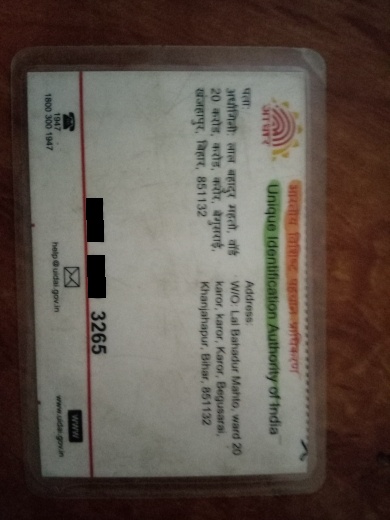 भारतीय विशिष्ट पहचान प्राधिकरण
Unique Identification Authority of India
आधार
पता:
अर्धांगिनी: लाल बहादुर महतो, वार्ड
20 करोड़, करोड़, करोर, बेगूसराई,
खंजहापुर, बिहार, 851132
Address:
W/O: Lal Bahadur Mahto, ward 20
karor, karor, Karor, Begusarai,
Khanjahapur, Bihar, 851132
3265
1947
1800 300 1947
help@uidai.gov.in
www
www.uidai.gov.in